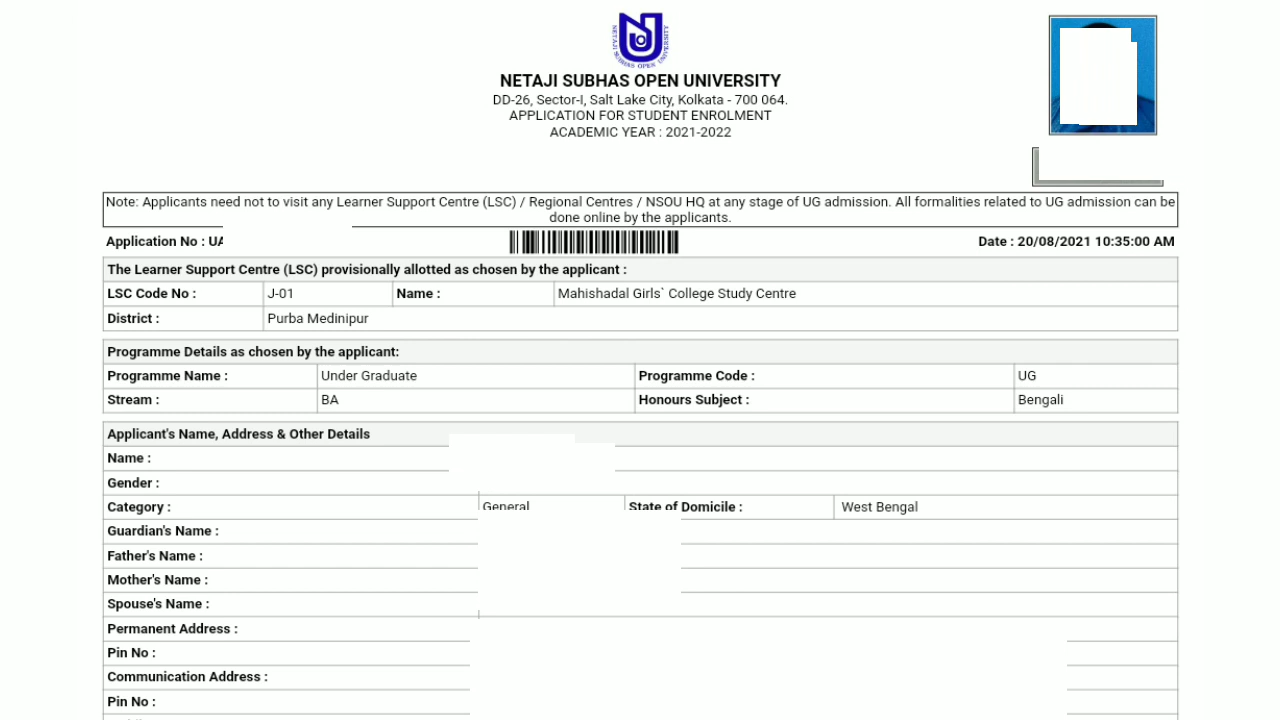 NETAJI SUBHAS OPEN UNIVERSITY
NETAJI SUBHAS OPEN UNIVERSITY
DD-26, Sector-I, Salt Lake City, Kolkata - 700 064.
APPLICATION FOR STUDENT ENROLMENT
ACADEMIC YEAR : 2021-2022
Note: Applicants need not to visit any Learner Support Centre (LSC) / Regional Centres / NSOU HQ at any stage of UG admission. All formalities related to UG admission can be
done online by the applicants.
Application No : UA Date : 20/08/2021 10:35:00 AM
The Learner Support Centre (LSC) provisionally allotted as chosen by the applicant :
LSC Code No : J-01 Name : Mahishadal Girls` College Study Centre
District : Purba Medinipur
Programme Details as chosen by the applicant:
Programme Name : Under Graduate Programme Code : UG
Stream : BA Honours Subject : Bengali
Applicant's Name, Address & Other Details
Name :
Gender :
Category : General State of Domicile : West Bengal
Guardian's Name :
Father's Name :
Mother's Name :
Spouse's Name :
Permanent Address :
Pin No :
Communication Address :
Pin No :